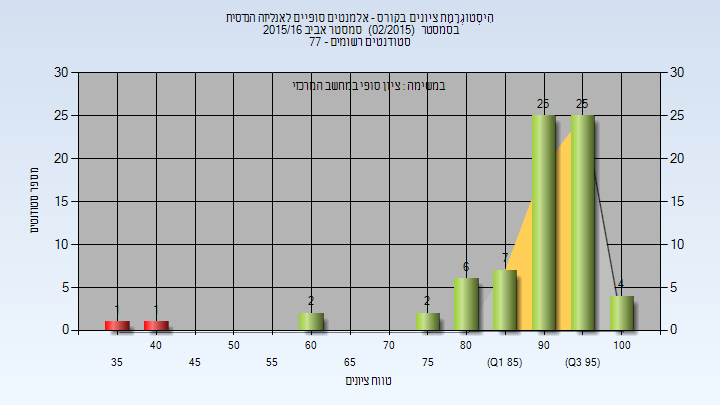 הִיסְטוֹגְרָמַת ציונים בקורס - אלמנטים סופיים לאנליזה הנדסית
בסמסטר (02/2015) סמסטר אביב 2015/16
סטודנטים רשומים - 77
במשימה : ציון סופי במחשב המרכזי
30 30
25 25
20 20
15 15
10 10
5 5
0 0
1 1 2 2 6 7 25 25 4
מספר סטודנטים
40 50 60 70 80 90 100
35 45 55 65 75 (Q1 85) (Q3 95)
טווח ציונים